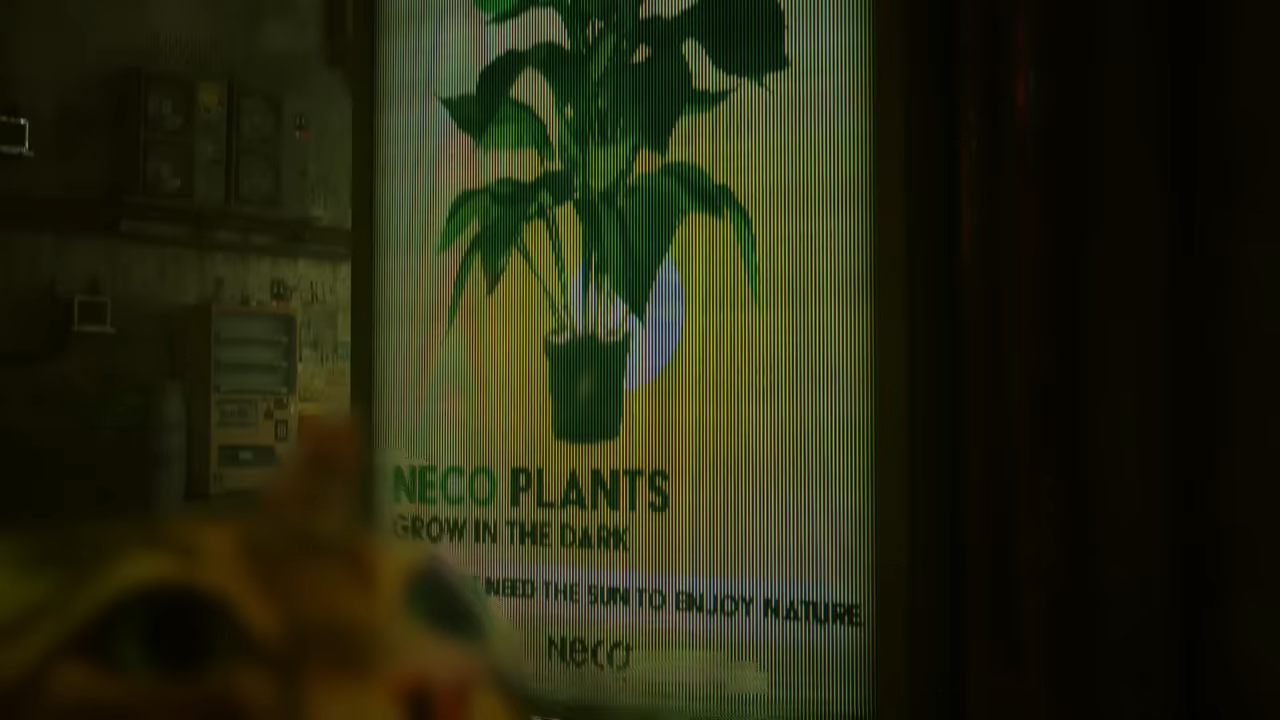 NECO PLANTS
GROW IN THE DARK
NEED THE SUN TO ENJOY NATURE.
Neco